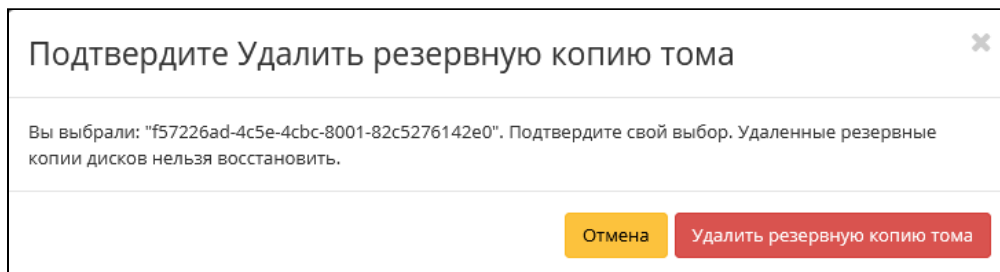 Подтвердите Удалить резервную копию тома
Вы выбрали: "f57226ad-4c5e-4cbc-8001-82c5276142e0". Подтвердите свой выбор. Удаленные резервные
копии дисков нельзя восстановить.
Отмена
Удалить резервную копию тома